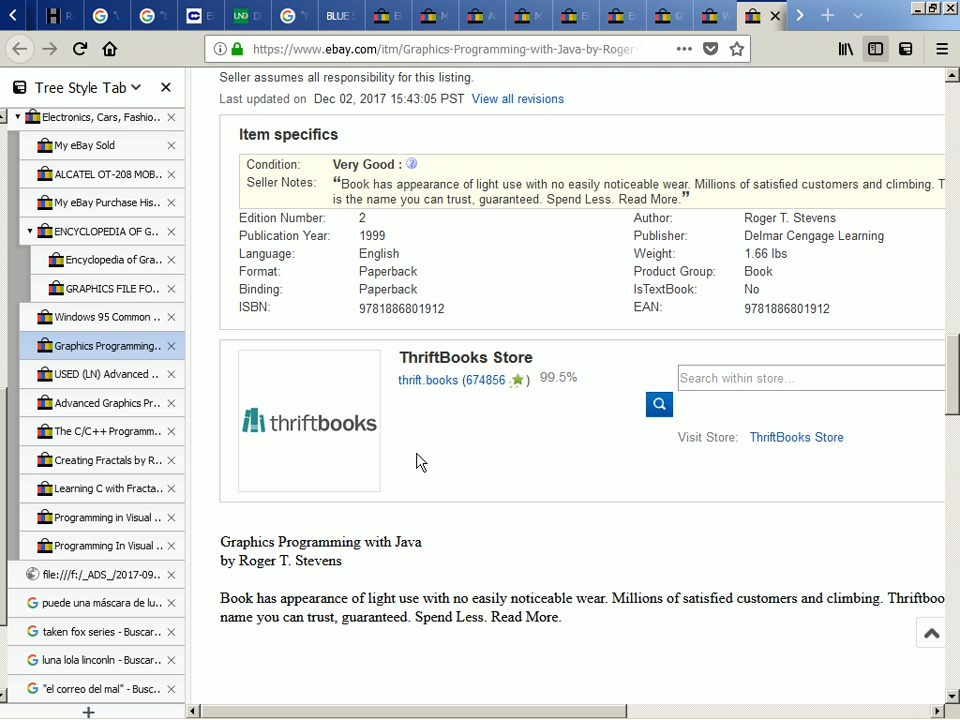 BLUE
https://www.ebay.com/itm/Graphics-Programming-with-Java-by-Roger-
Tree Style Tab
Electronics, Cars, Fashio..
My eBay Sold
ALCATEL OT-208 MOB..
My eBay Purchase His..
ENCYCLOPEDIA OF G..
Encyclopedia of Gra..
GRAPHICS FILE FO..
Windows 95 Common ..
Graphics Programming..
USED (LN) Advanced ..
Advanced Graphics Pr..
The C/C++ Programm..
Creating Fractals by R..
Learning C with Fracta..
Programming in Visual ..
Programming In Visual ..
file:///f:/_ADS_/2017-09..
puede una máscara de lu..
taken fox series - Buscar..
luna lola linconln - Buscar..
"el correo del mal" - Busc..
Seller assumes all responsibility for this listing.
Last updated on Dec 02, 2017 15:43:05 PST View all revisions
Item specifics
Condition: Very Good :
Seller Notes: “Book has appearance of light use with no easily noticeable wear. Millions of satisfied customers and climbing. T
is the name you can trust, guaranteed. Spend Less. Read More.”
Edition Number: 2 Author: Roger T. Stevens
Publication Year: 1999 Publisher: Delmar Cengage Learning
Language: English Weight: 1.66 lbs
Format: Paperback Product Group: Book
Binding: Paperback IsTextBook: No
ISBN: 9781886801912 EAN: 9781886801912
ThriftBooks Store
thrift.books (674856 ) 99.5%
Search within store...
thriftbooks
Visit Store: ThriftBooks Store
Graphics Programming with Java
by Roger T. Stevens
Book has appearance of light use with no easily noticeable wear. Millions of satisfied customers and climbing. Thriftboo
name you can trust, guaranteed. Spend Less. Read More.